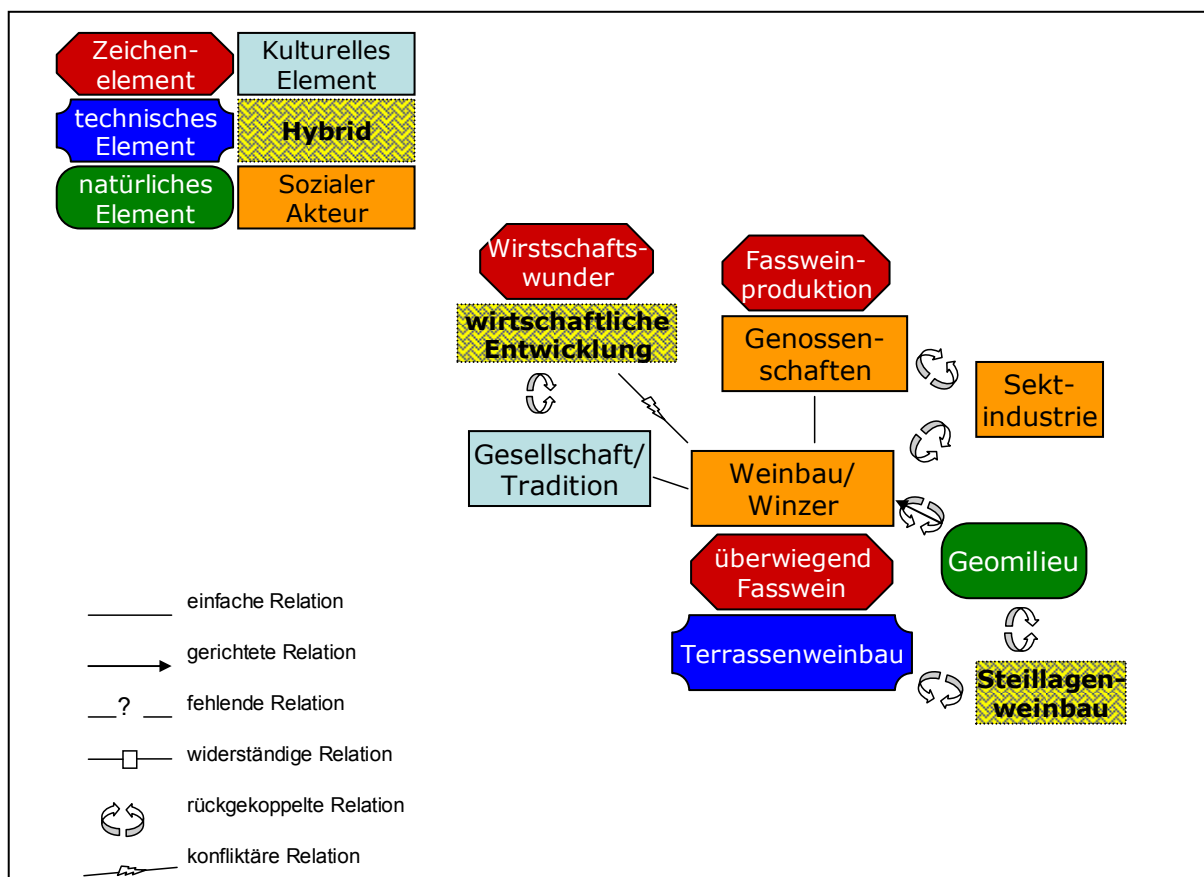 Zeichen-
element
Kulturelles
Element
technisches
Element
Hybrid
natürliches
Element
Sozialer
Akteur
Wirstschafts-
wunder
wirtschaftliche
Entwicklung
Fasswein-
produktion
Genossen-
schaften
Sekt-
industrie
Gesellschaft/
Tradition
Weinbau/
Winzer
überwiegend
Fasswein
Geomilieu
Terrassenweinbau
Steillagen-
weinbau
einfache Relation
gerichtete Relation
__?__ fehlende Relation
widerständige Relation
rückgekoppelte Relation
konfliktäre Relation